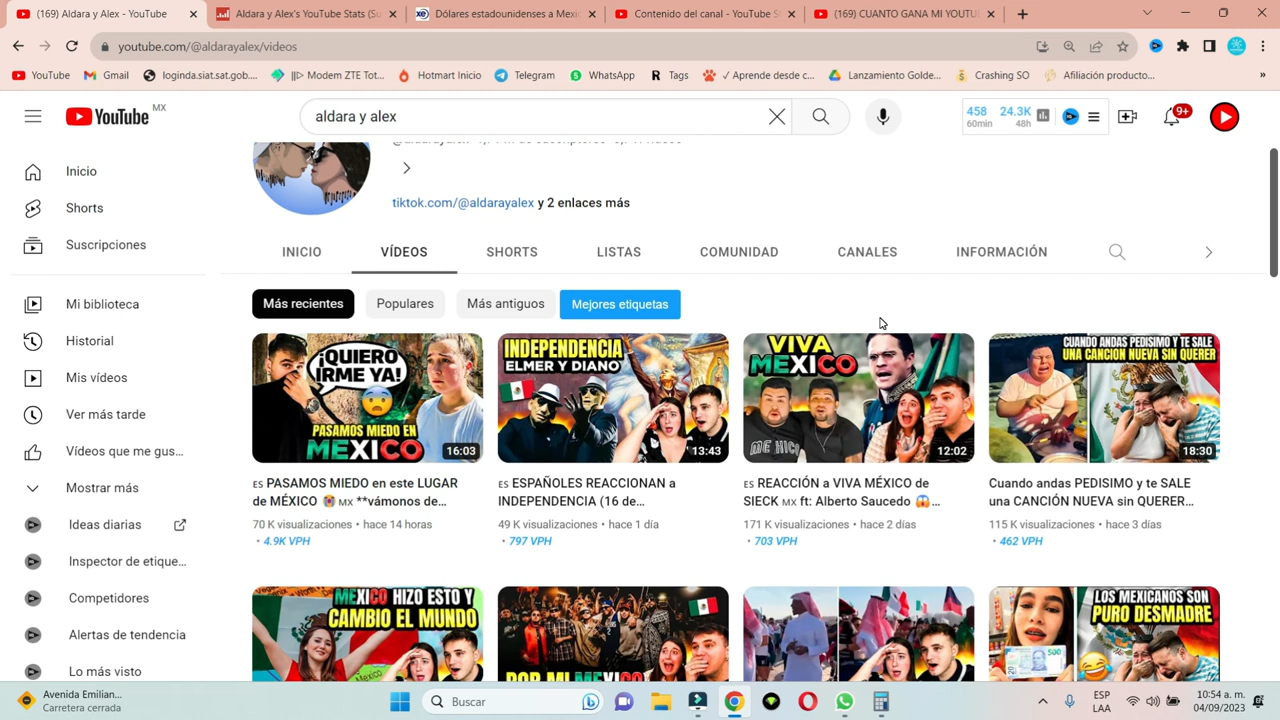 (169) Aldara y Alex - YouTube
Aldara y Alex's YouTube Stats (Su
Dólares estadounidenses a Mexic
Contenido del canal - YouTube S
(169) CUANTO GANA MI YOUTU
youtube.com/@aldarayalex/videos
YouTube
Gmail
loginda.siat.sat.gob....
||▷ Modem ZTE Tot...
Hotmart Inicio
Telegram
WhatsApp
R Tags
✓ Aprende desde c...
Lanzamiento Golde...
Crashing SO
Afiliación producto...
»
YouTube MX
aldara y alex
458
60min
24.3K
48h
9+
Inicio
Shorts
Suscripciones
Mi biblioteca
Historial
Mis vídeos
Ver más tarde
Vídeos que me gus...
Mostrar más
Ideas diarias
Inspector de etique...
Competidores
Alertas de tendencia
Lo más visto
tiktok.com/@aldarayalex y 2 enlaces más
INICIO
VÍDEOS
SHORTS
LISTAS
COMUNIDAD
CANALES
INFORMACIÓN
Más recientes
Populares
Más antiguos
Mejores etiquetas
¡QUIERO
IRME YA!
PASAMOS MIEDO EN
MEXICO
16:03
ES PASAMOS MIEDO en este LUGAR
de MÉXICO MX **vámonos de...
70 K visualizaciones • hace 14 horas
• 4.9K VPH
INDEPENDENCIA
ELMER Y DIANO
13:43
ES ESPAÑOLES REACCIONAN a
INDEPENDENCIA (16 de...
49 K visualizaciones • hace 1 día
• 797 VPH
VIVA
MEXICO
12:02
ES REACCIÓN a VIVA MÉXICO de
SIECK MX ft: Alberto Saucedo 😱...
171 K visualizaciones • hace 2 días
• 703 VPH
CUANDO ANDAS PEDISIMO Y TE SALE
UNA CANCION NUEVA SIN QUERER
18:30
Cuando andas PEDISIMO y te SALE
una CANCIÓN NUEVA sin QUERER...
115 K visualizaciones • hace 3 días
• 462 VPH
MEXICO HIZO ESTO Y
CAMBIO EL MUNDO
POR MI MEXICO
LOS MEXICANOS SON
PURO DESMADRE
500
Avenida Emilian...
Carretera cerrada
Buscar
ESP
LAA
10:54 a. m.
04/09/2023